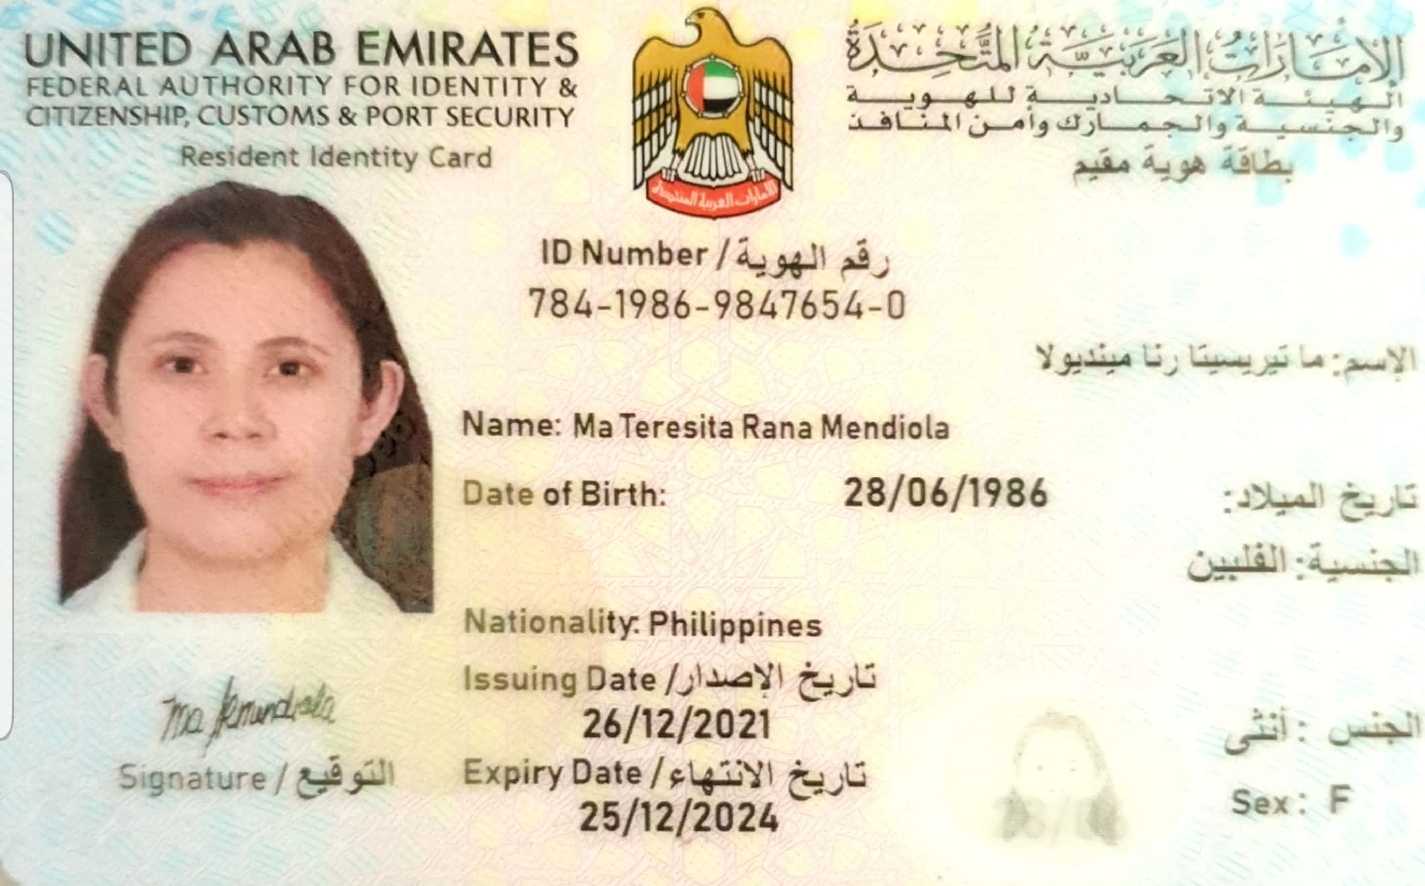 UNITED ARAB EMIRATES
FEDERAL AUTHORITY FOR IDENTITY &
CITIZENSHIP, CUSTOMS & PORT SECURITY
Resident Identity Card
الإمارات العربية المتحدة
الهيئة الاتحادية للهوية
والجنسية والجمارك وأمن المنافذ
بطاقة هوية مقيم
الإمارات العربية المتحدة
ID Number / رقم الهوية
784-1986-9847654-0
الإسم: ما تيريسيتا رنا مينديولا
Name: Ma Teresita Rana Mendiola
Date of Birth: 28/06/1986 تاريخ الميلاد:
الجنسية: الفلبين
Nationality: Philippines
Issuing Date / تاريخ الإصدار
26/12/2021
Expiry Date / تاريخ الانتهاء
25/12/2024
الجنس : أنثى
Sex: F
Signature / التوقيع